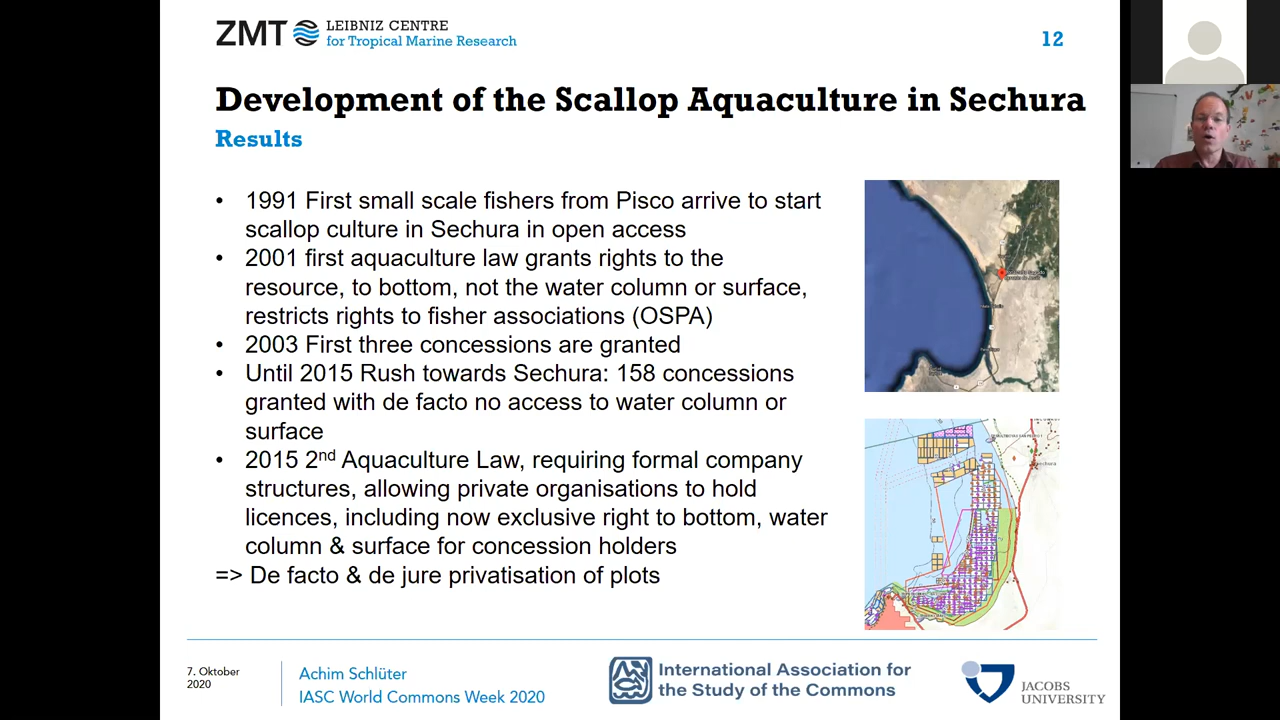 ZMT LEIBNIZ CENTRE
for Tropical Marine Research
12
Development of the Scallop Aquaculture in Sechura
Results
• 1991 First small scale fishers from Pisco arrive to start
scallop culture in Sechura in open access
• 2001 first aquaculture law grants rights to the
resource, to bottom, not the water column or surface,
restricts rights to fisher associations (OSPA)
• 2003 First three concessions are granted
• Until 2015 Rush towards Sechura: 158 concessions
granted with de facto no access to water column or
surface
• 2015 2nd Aquaculture Law, requiring formal company
structures, allowing private organisations to hold
licences, including now exclusive right to bottom, water
column & surface for concession holders
=> De facto & de jure privatisation of plots
7. Oktober
2020
Achim Schlüter
IASC World Commons Week 2020
International Association for
the Study of the Commons
JACOBS
UNIVERSITY